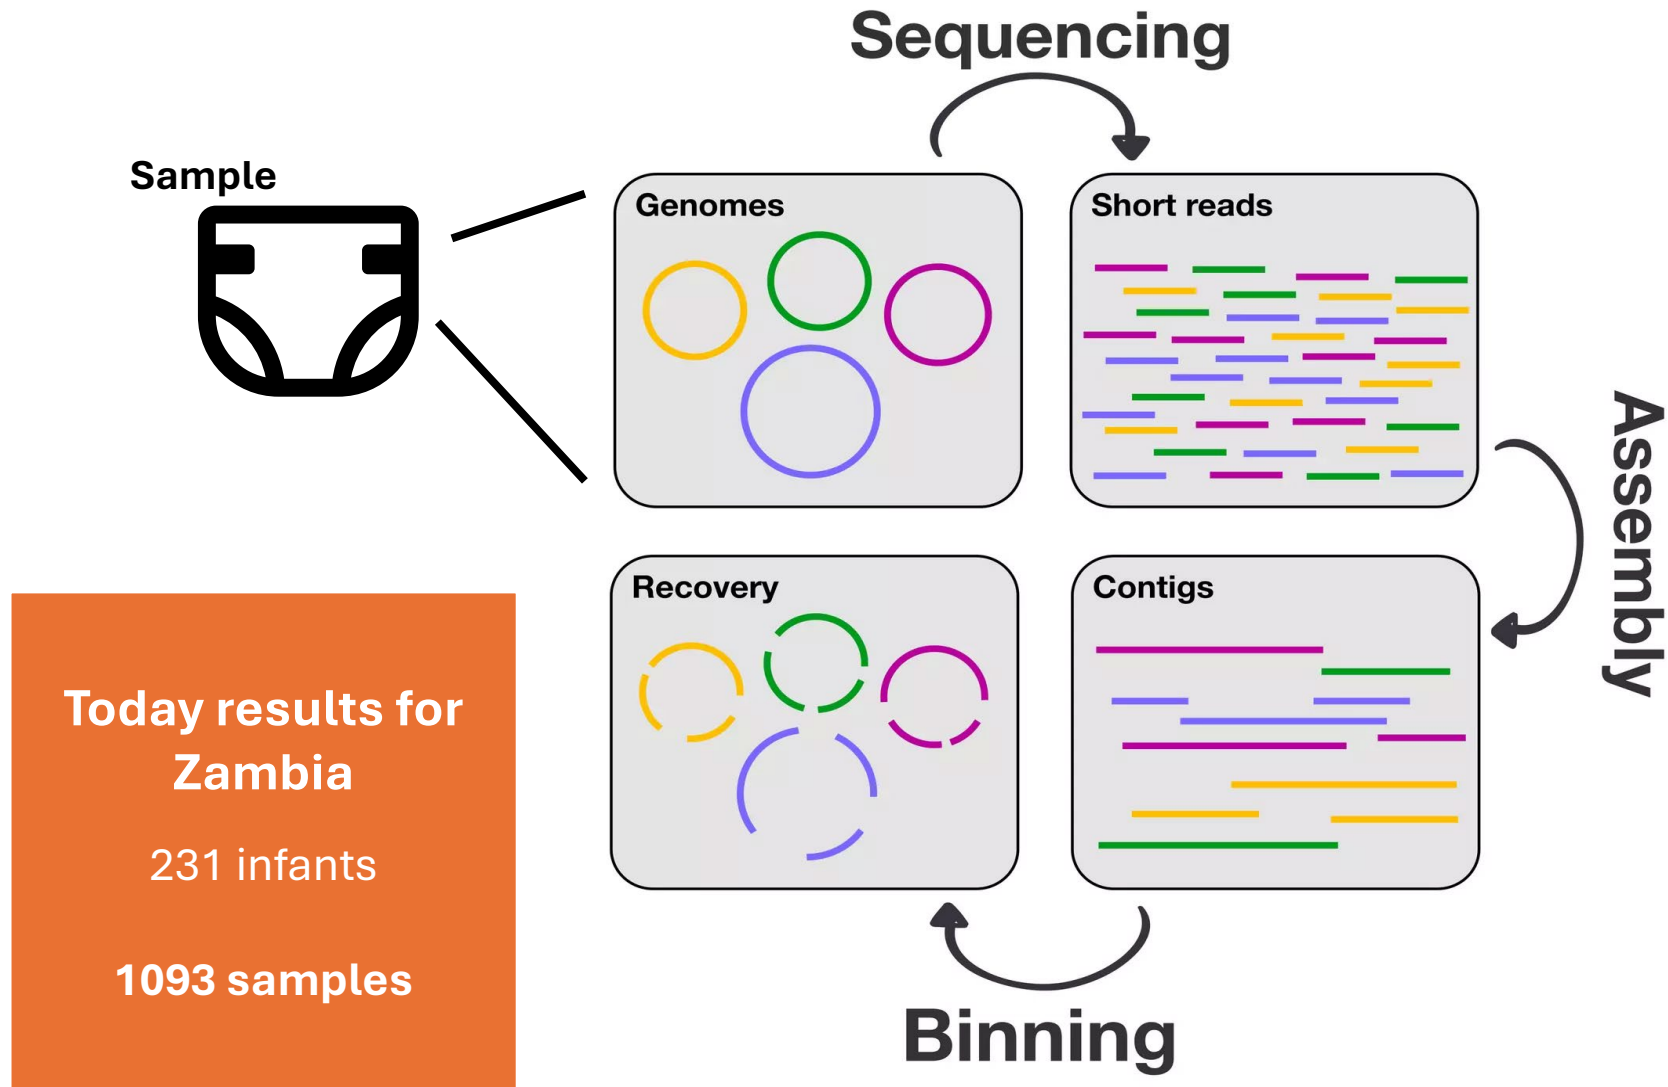 Sequencing
Sample
Genomes
Short reads
Assembly
Recovery
Contigs
Today results for
Zambia
231 infants
1093 samples
Binning